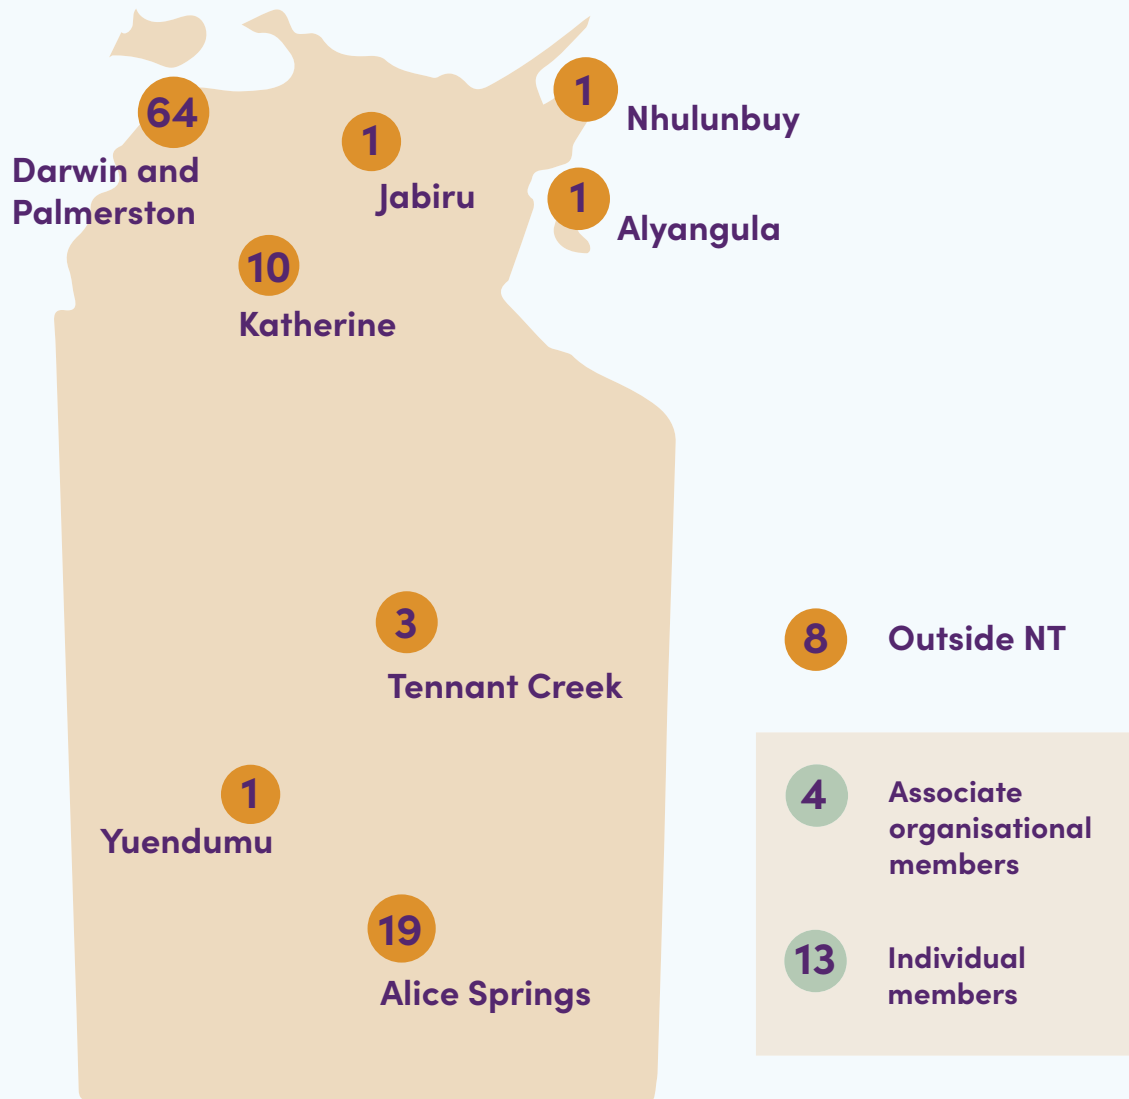 64
Darwin and
Palmerston
1
Jabiru
1
Nhulunbuy
1
Alyangula
10
Katherine
3
Tennant Creek
1
Yuendumu
19
Alice Springs
8
Outside NT
4
Associate
organisational
members
13
Individual
members